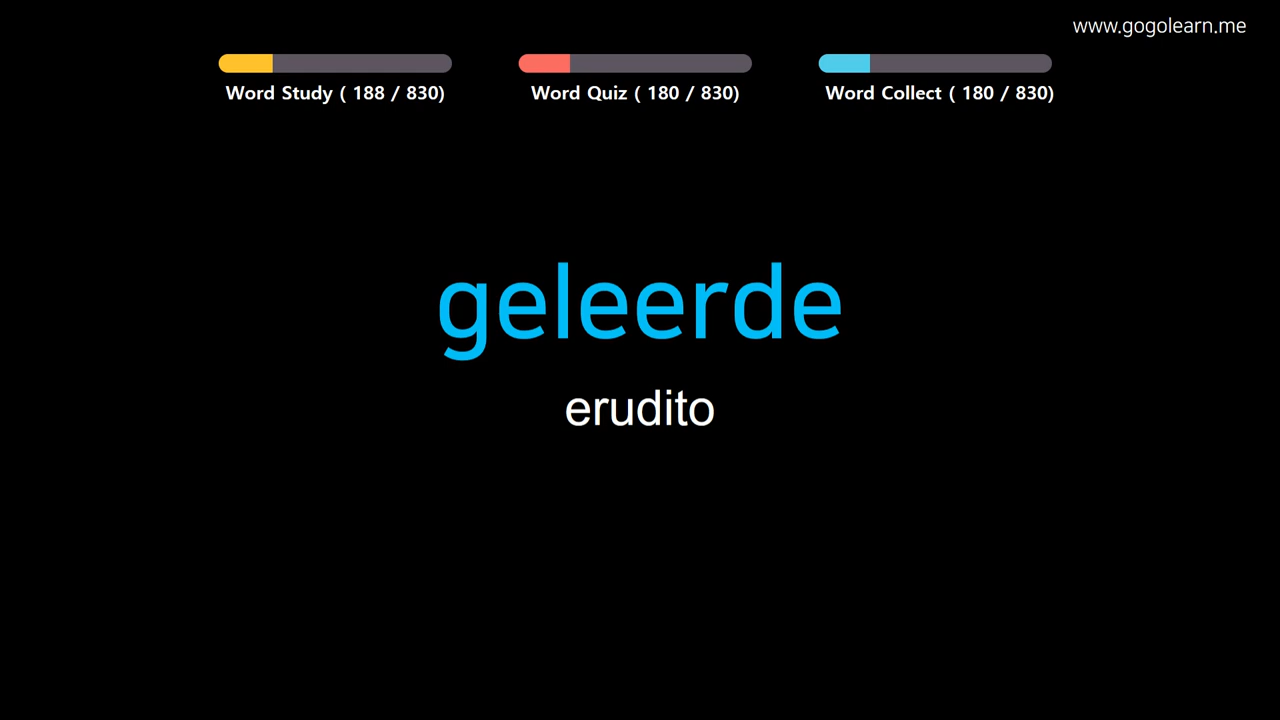 www.gogolearn.me
Word Study ( 188 / 830)
Word Quiz ( 180 / 830)
Word Collect ( 180 / 830)
geleerde
erudito